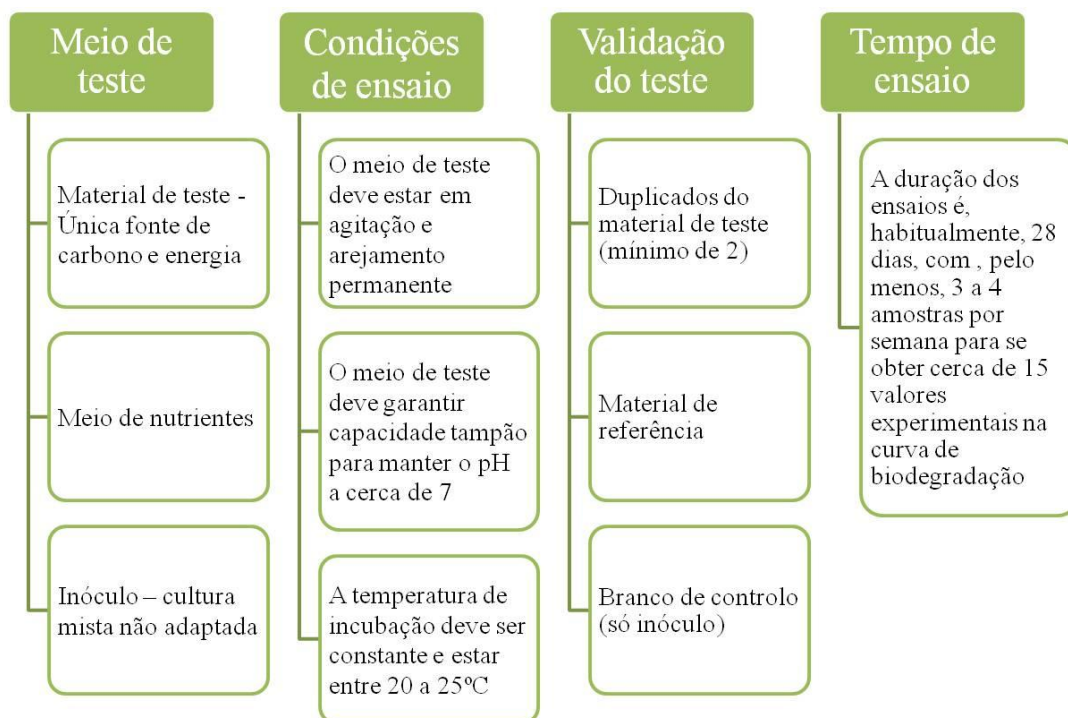 Meio de
teste
Material de teste -
Única fonte de
carbono e energia
Meio de nutrientes
Inóculo – cultura
mista não adaptada
Condições
de ensaio
O meio de teste
deve estar em
agitação e
arejamento
permanente
O meio de teste
deve garantir
capacidade tampão
para manter o pH
a cerca de 7
A temperatura de
incubação deve ser
constante e estar
entre 20 a 25ºC
Validação
do teste
Duplicados do
material de teste
(mínimo de 2)
Material de
referência
Branco de controlo
(só inóculo)
Tempo de
ensaio
A duração dos
ensaios é,
habitualmente, 28
dias, com , pelo
menos, 3 a 4
amostras por
semana para se
obter cerca de 15
valores
experimentais na
curva de
biodegradação